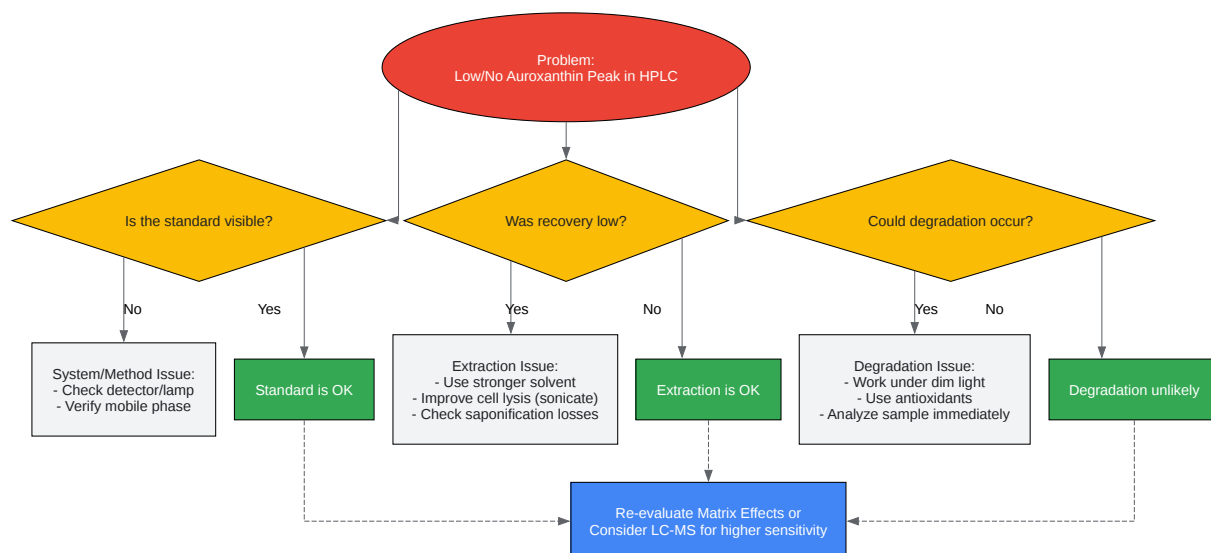 Problem:
Low/No Auroxanthin Peak in HPLC
Is the standard visible?
Was recovery low?
Could degradation occur?
No
Yes
Yes
No
Yes
No
System/Method Issue:
- Check detector/lamp
- Verify mobile phase
Standard is OK
Extraction Issue:
- Use stronger solvent
- Improve cell lysis (sonicate)
- Check saponification losses
Extraction is OK
Degradation Issue:
- Work under dim light
- Use antioxidants
- Analyze sample immediately
Degradation unlikely
Re-evaluate Matrix Effects or
Consider LC-MS for higher sensitivity